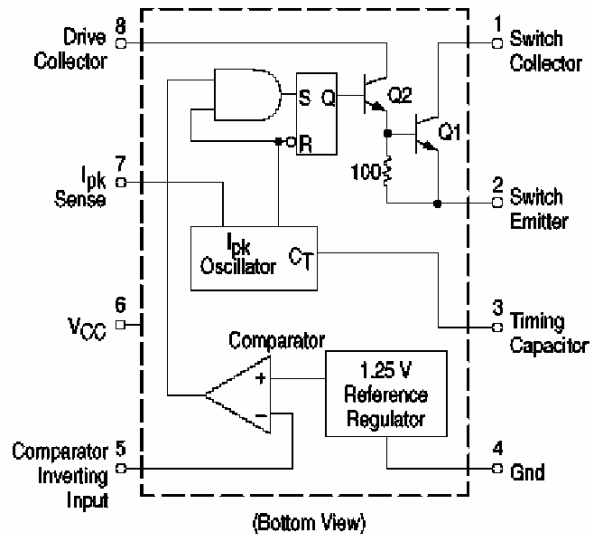 8
Drive
Collector
1
Switch
Collector
S Q
R
Q2
Q1
100
7
Ipk
Sense
2
Switch
Emitter
Ipk
Oscillator
CT
6
VCC
3
Timing
Capacitor
Comparator
+
−
1.25 V
Reference
Regulator
5
Comparator
Inverting
Input
4
Gnd
(Bottom View)